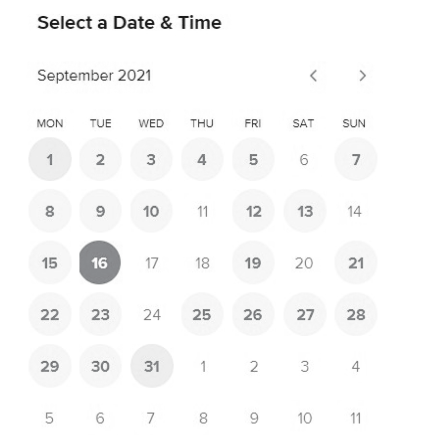 Select a Date & Time
September 2021
MON TUE WED THU FRI SAT SUN
1 2 3 4 5 6 7
8 9 10 11 12 13 14
15 16 17 18 19 20 21
22 23 24 25 26 27 28
29 30 31 1 2 3 4
5 6 7 8 9 10 11